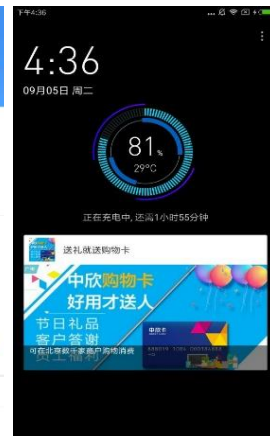 下午4:36
4:36
09月05日 周二
81%
29°C
正在充电中, 还需1小时55分钟
送礼就送购物卡
中欣购物卡
好用才送人
节日礼品
客户答谢
员工福利
可在北京数千家商户购物消费
中欣卡